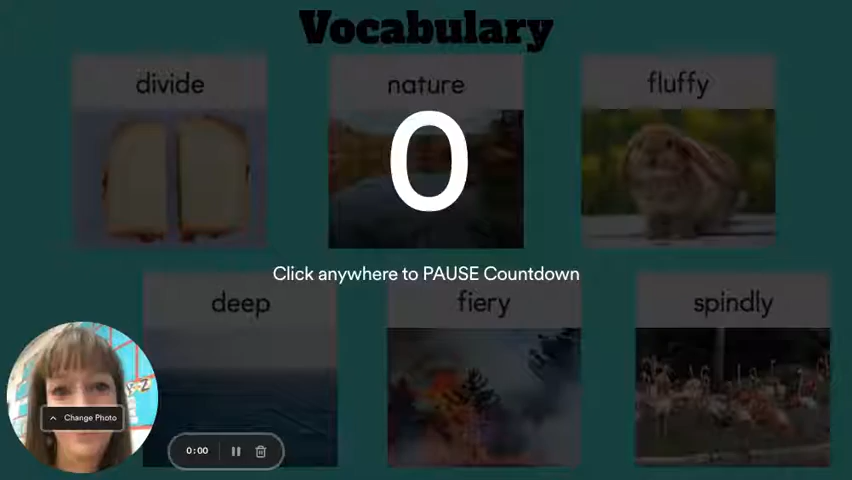 Vocabulary
divide
nature
fluffy
0
Click anywhere to PAUSE Countdown
deep
fiery
spindly
Change Photo
0:00